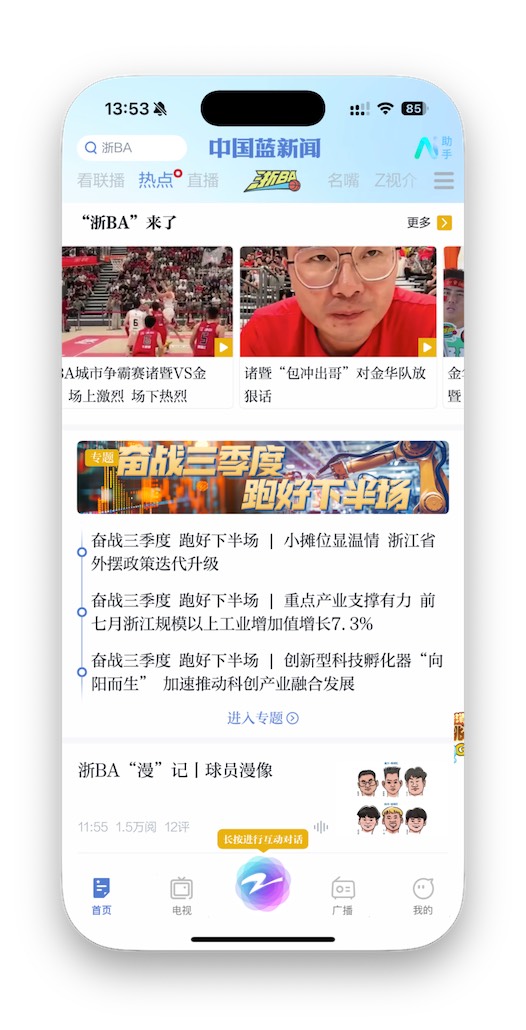 13:53
85
浙BA
中国蓝新闻
助手
看联播 热点 直播 浙BA 名嘴 Z视介
“浙BA”来了
更多
BA城市争霸赛诸暨VS金
场上激烈 场下热烈
诸暨“包冲出哥”对金华队放
狠话
金
暨
专题
奋战三季度
跑好下半场
奋战三季度 跑好下半场 | 小摊位显温情 浙江省
外摆政策迭代升级
奋战三季度 跑好下半场 | 重点产业支撑有力 前
七月浙江规模以上工业增加值增长7.3%
奋战三季度 跑好下半场 | 创新型科技孵化器“向
阳而生” 加速推动科创产业融合发展
进入专题
浙BA“漫”记丨球员漫像
11:55 1.5万阅 12评
长按进行互动对话
首页
电视
广播
我的